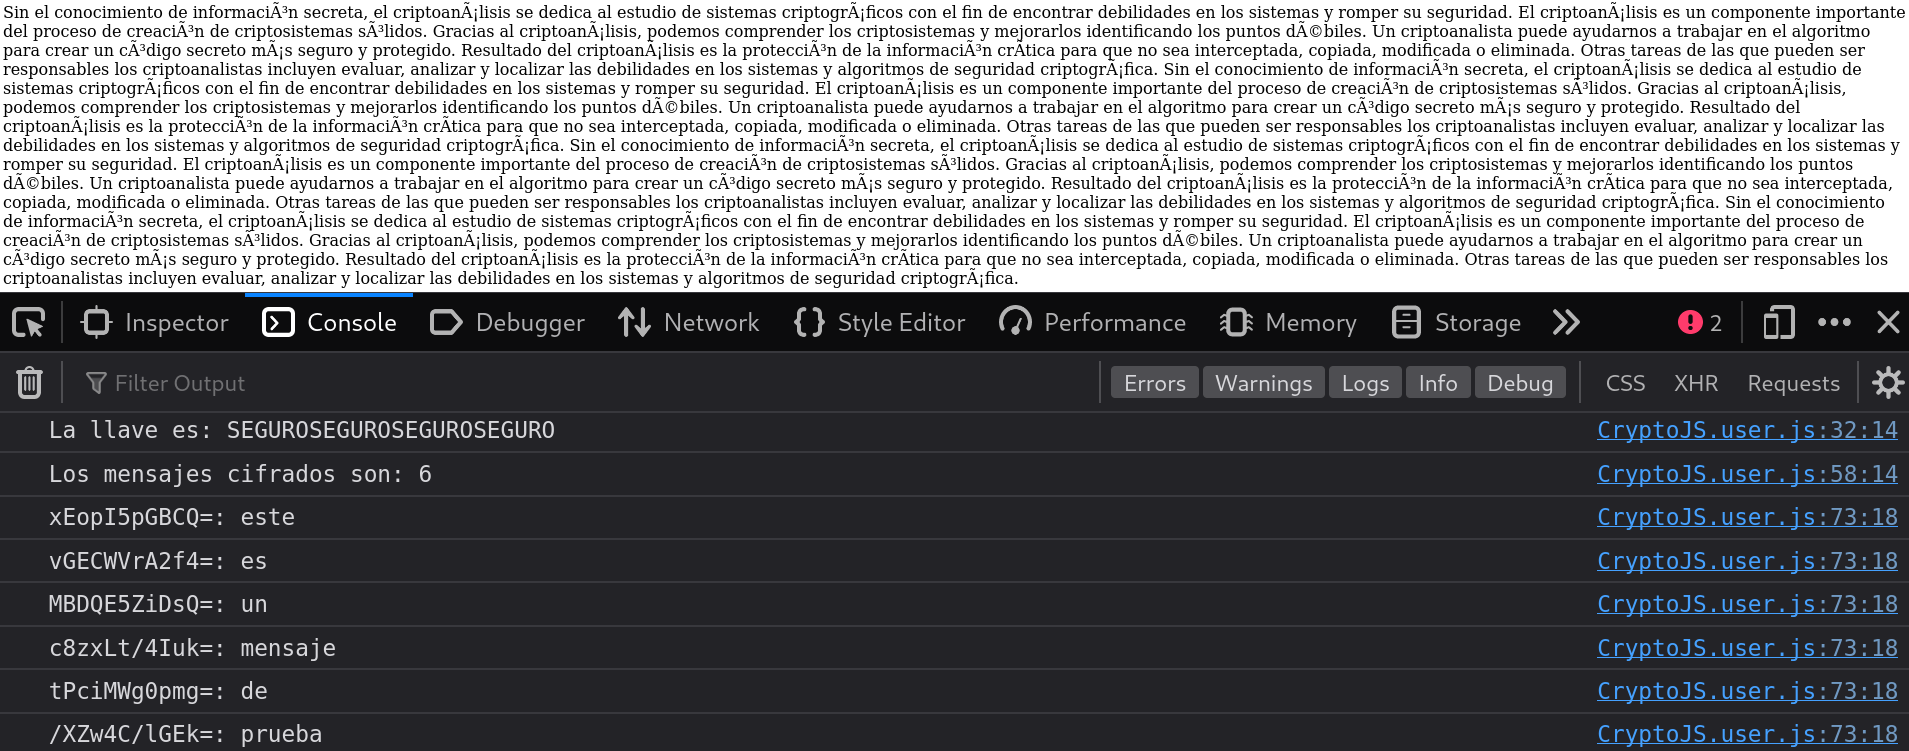 Sin el conocimiento de informaciÃ³n secreta, el criptoanÃ¡lisis se dedica al estudio de sistemas criptogrÃ¡ficos con el fin de encontrar debilidades en los sistemas y romper su seguridad. El criptoanÃ¡lisis es un componente importante
del proceso de creaciÃ³n de criptosistemas sÃ³lidos. Gracias al criptoanÃ¡lisis, podemos comprender los criptosistemas y mejorarlos identificando los puntos dÃ©biles. Un criptoanalista puede ayudarnos a trabajar en el algoritmo
para crear un cÃ³digo secreto mÃ¡s seguro y protegido. Resultado del criptoanÃ¡lisis es la protecciÃ³n de la informaciÃ³n crÃtica para que no sea interceptada, copiada, modificada o eliminada. Otras tareas de las que pueden ser
responsables los criptoanalistas incluyen evaluar, analizar y localizar las debilidades en los sistemas y algoritmos de seguridad criptogrÃ¡fica. Sin el conocimiento de informaciÃ³n secreta, el criptoanÃ¡lisis se dedica al estudio de
sistemas criptogrÃ¡ficos con el fin de encontrar debilidades en los sistemas y romper su seguridad. El criptoanÃ¡lisis es un componente importante del proceso de creaciÃ³n de criptosistemas sÃ³lidos. Gracias al criptoanÃ¡lisis,
podemos comprender los criptosistemas y mejorarlos identificando los puntos dÃ©biles. Un criptoanalista puede ayudarnos a trabajar en el algoritmo para crear un cÃ³digo secreto mÃ¡s seguro y protegido. Resultado del
criptoanÃ¡lisis es la protecciÃ³n de la informaciÃ³n crÃtica para que no sea interceptada, copiada, modificada o eliminada. Otras tareas de las que pueden ser responsables los criptoanalistas incluyen evaluar, analizar y localizar las
debilidades en los sistemas y algoritmos de seguridad criptogrÃ¡fica. Sin el conocimiento de informaciÃ³n secreta, el criptoanÃ¡lisis se dedica al estudio de sistemas criptogrÃ¡ficos con el fin de encontrar debilidades en los sistemas y
romper su seguridad. El criptoanÃ¡lisis es un componente importante del proceso de creaciÃ³n de criptosistemas sÃ³lidos. Gracias al criptoanÃ¡lisis, podemos comprender los criptosistemas y mejorarlos identificando los puntos
dÃ©biles. Un criptoanalista puede ayudarnos a trabajar en el algoritmo para crear un cÃ³digo secreto mÃ¡s seguro y protegido. Resultado del criptoanÃ¡lisis es la protecciÃ³n de la informaciÃ³n crÃtica para que no sea interceptada,
copiada, modificada o eliminada. Otras tareas de las que pueden ser responsables los criptoanalistas incluyen evaluar, analizar y localizar las debilidades en los sistemas y algoritmos de seguridad criptogrÃ¡fica. Sin el conocimiento
de informaciÃ³n secreta, el criptoanÃ¡lisis se dedica al estudio de sistemas criptogrÃ¡ficos con el fin de encontrar debilidades en los sistemas y romper su seguridad. El criptoanÃ¡lisis es un componente importante del proceso de
creaciÃ³n de criptosistemas sÃ³lidos. Gracias al criptoanÃ¡lisis, podemos comprender los criptosistemas y mejorarlos identificando los puntos dÃ©biles. Un criptoanalista puede ayudarnos a trabajar en el algoritmo para crear un
cÃ³digo secreto mÃ¡s seguro y protegido. Resultado del criptoanÃ¡lisis es la protecciÃ³n de la informaciÃ³n crÃtica para que no sea interceptada, copiada, modificada o eliminada. Otras tareas de las que pueden ser responsables los
criptoanalistas incluyen evaluar, analizar y localizar las debilidades en los sistemas y algoritmos de seguridad criptogrÃ¡fica.
Inspector Console Debugger Network Style Editor Performance Memory Storage 2
Filter Output Errors Warnings Logs Info Debug CSS XHR Requests
La llave es: SEGUROSEGUROSEGUROSEGURO CryptoJS.user.js:32:14
Los mensajes cifrados son: 6 CryptoJS.user.js:58:14
xEopI5pGBCQ=: este CryptoJS.user.js:73:18
vGECWVrA2f4=: es CryptoJS.user.js:73:18
MBDQE5ZiDsQ=: un CryptoJS.user.js:73:18
c8zxLt/4Iuk=: mensaje CryptoJS.user.js:73:18
tPciMWg0pmg=: de CryptoJS.user.js:73:18
/XZw4C/lGEk=: prueba CryptoJS.user.js:73:18